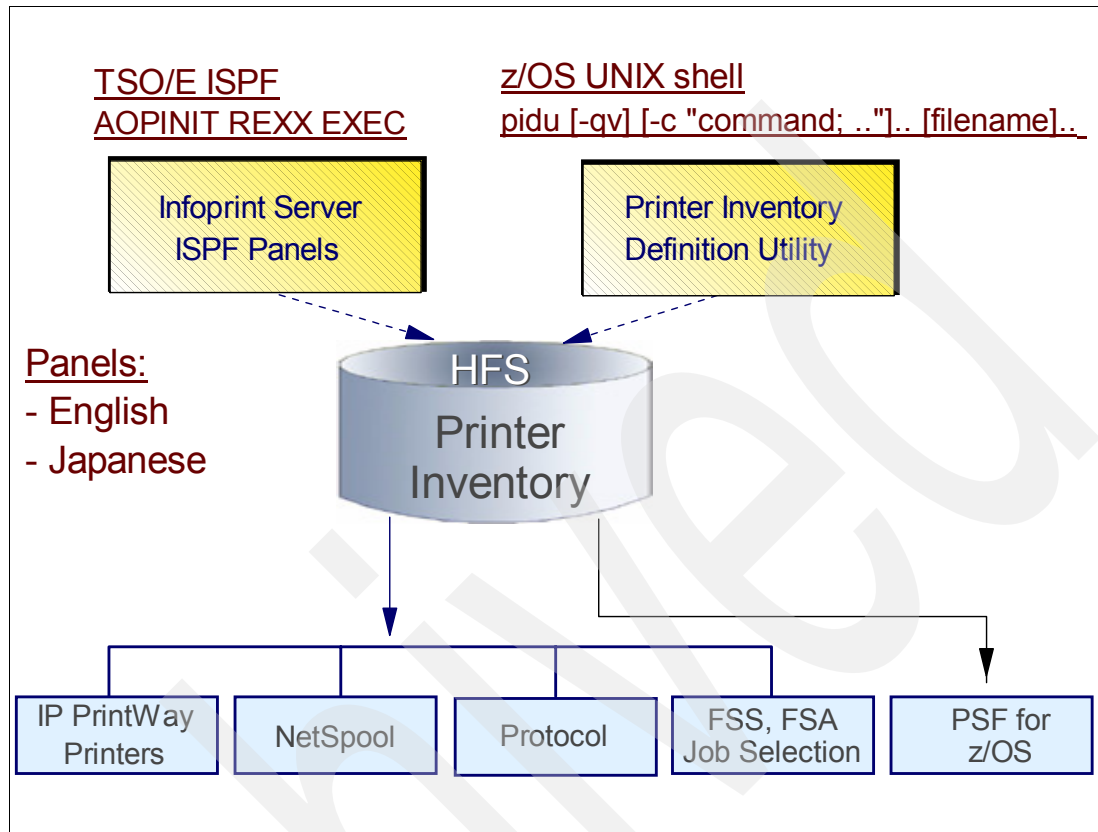 TSO/E ISPF
AOPINIT REXX EXEC
z/OS UNIX shell
pidu [-qv] [-c "command; .."].. [filename]..
Infoprint Server
ISPF Panels
Printer Inventory
Definition Utility
Panels:
- English
- Japanese
HFS
Printer
Inventory
IP PrintWay
Printers
NetSpool
Protocol
FSS, FSA
Job Selection
PSF for
z/OS